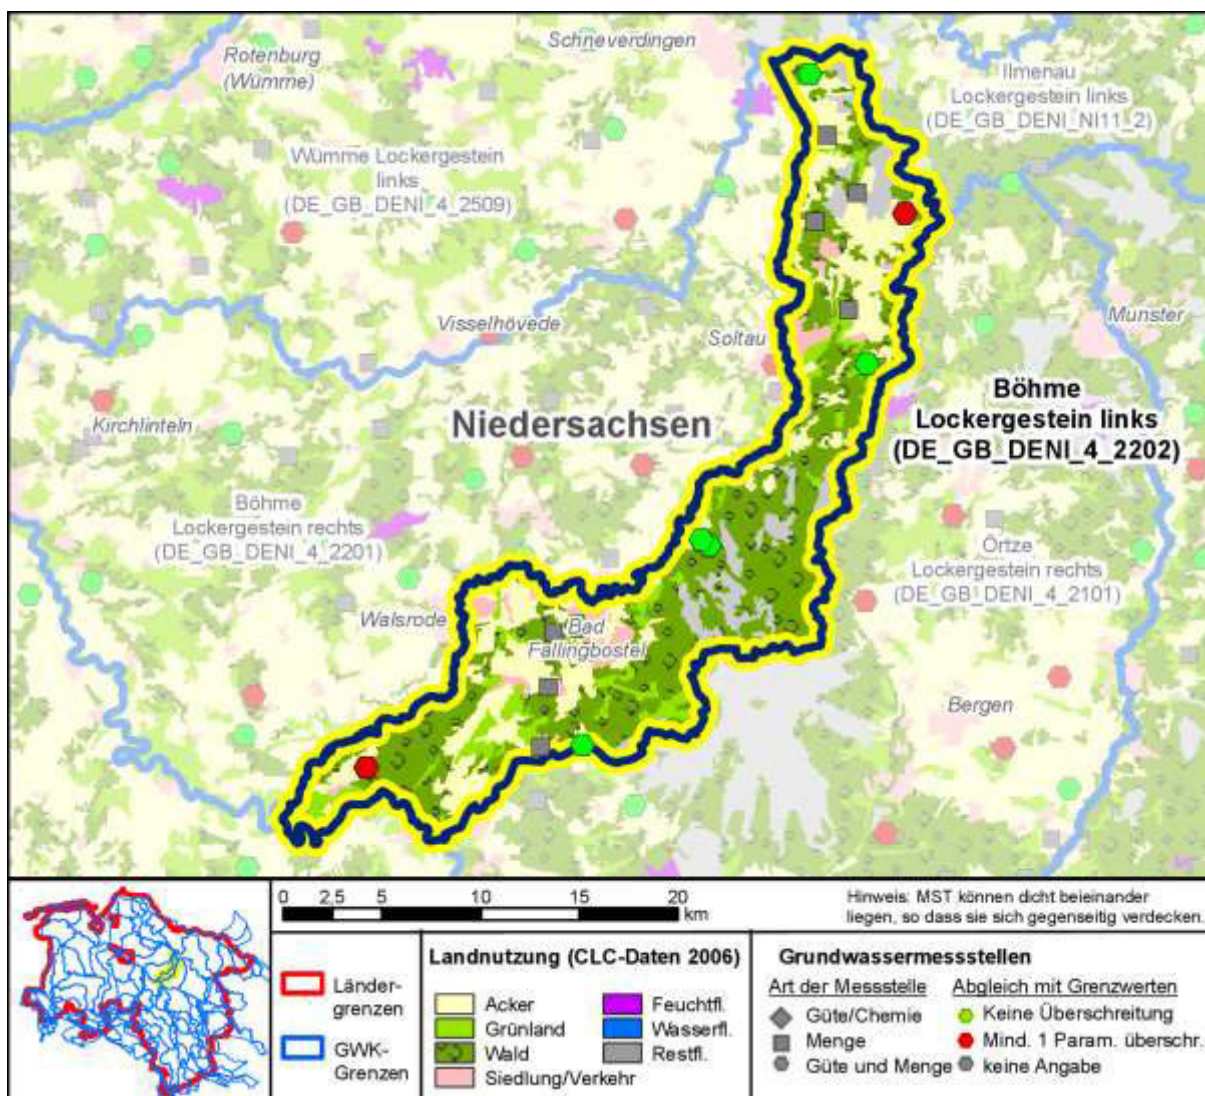 Schneverdingen
Rotenburg
(Wümme)
Ilmenau
Lockergestein links
(DE_GB_DENI_NI11_2)
Wümme Lockergestein
links
(DE_GB_DENI_4_2509)
Visselhövede
Soltau
Munster
Böhme
Lockergestein links
(DE_GB_DENI_4_2202)
Kirchlinteln
Niedersachsen
Böhme
Lockergestein rechts
(DE_GB_DENI_4_2201)
Örtze
Lockergestein rechts
(DE_GB_DENI_4_2101)
Walsrode
Bad
Fallingbostel
Bergen
0 2.5 5 10 15 20
km
Hinweis: MST können dicht beieinander
liegen, so dass sie sich gegenseitig verdecken.
Länder-
grenzen
GWK-
Grenzen
Landnutzung (CLC-Daten 2006)
Acker
Grünland
Wald
Siedlung/Verkehr
Feuchtfl.
Wasserfl.
Restfl.
Grundwassermessstellen
Art der Messstelle
Güte/Chemie
Menge
Güte und Menge
Abgleich mit Grenzwerten
Keine Überschreitung
Mind. 1 Param. überschr.
keine Angabe